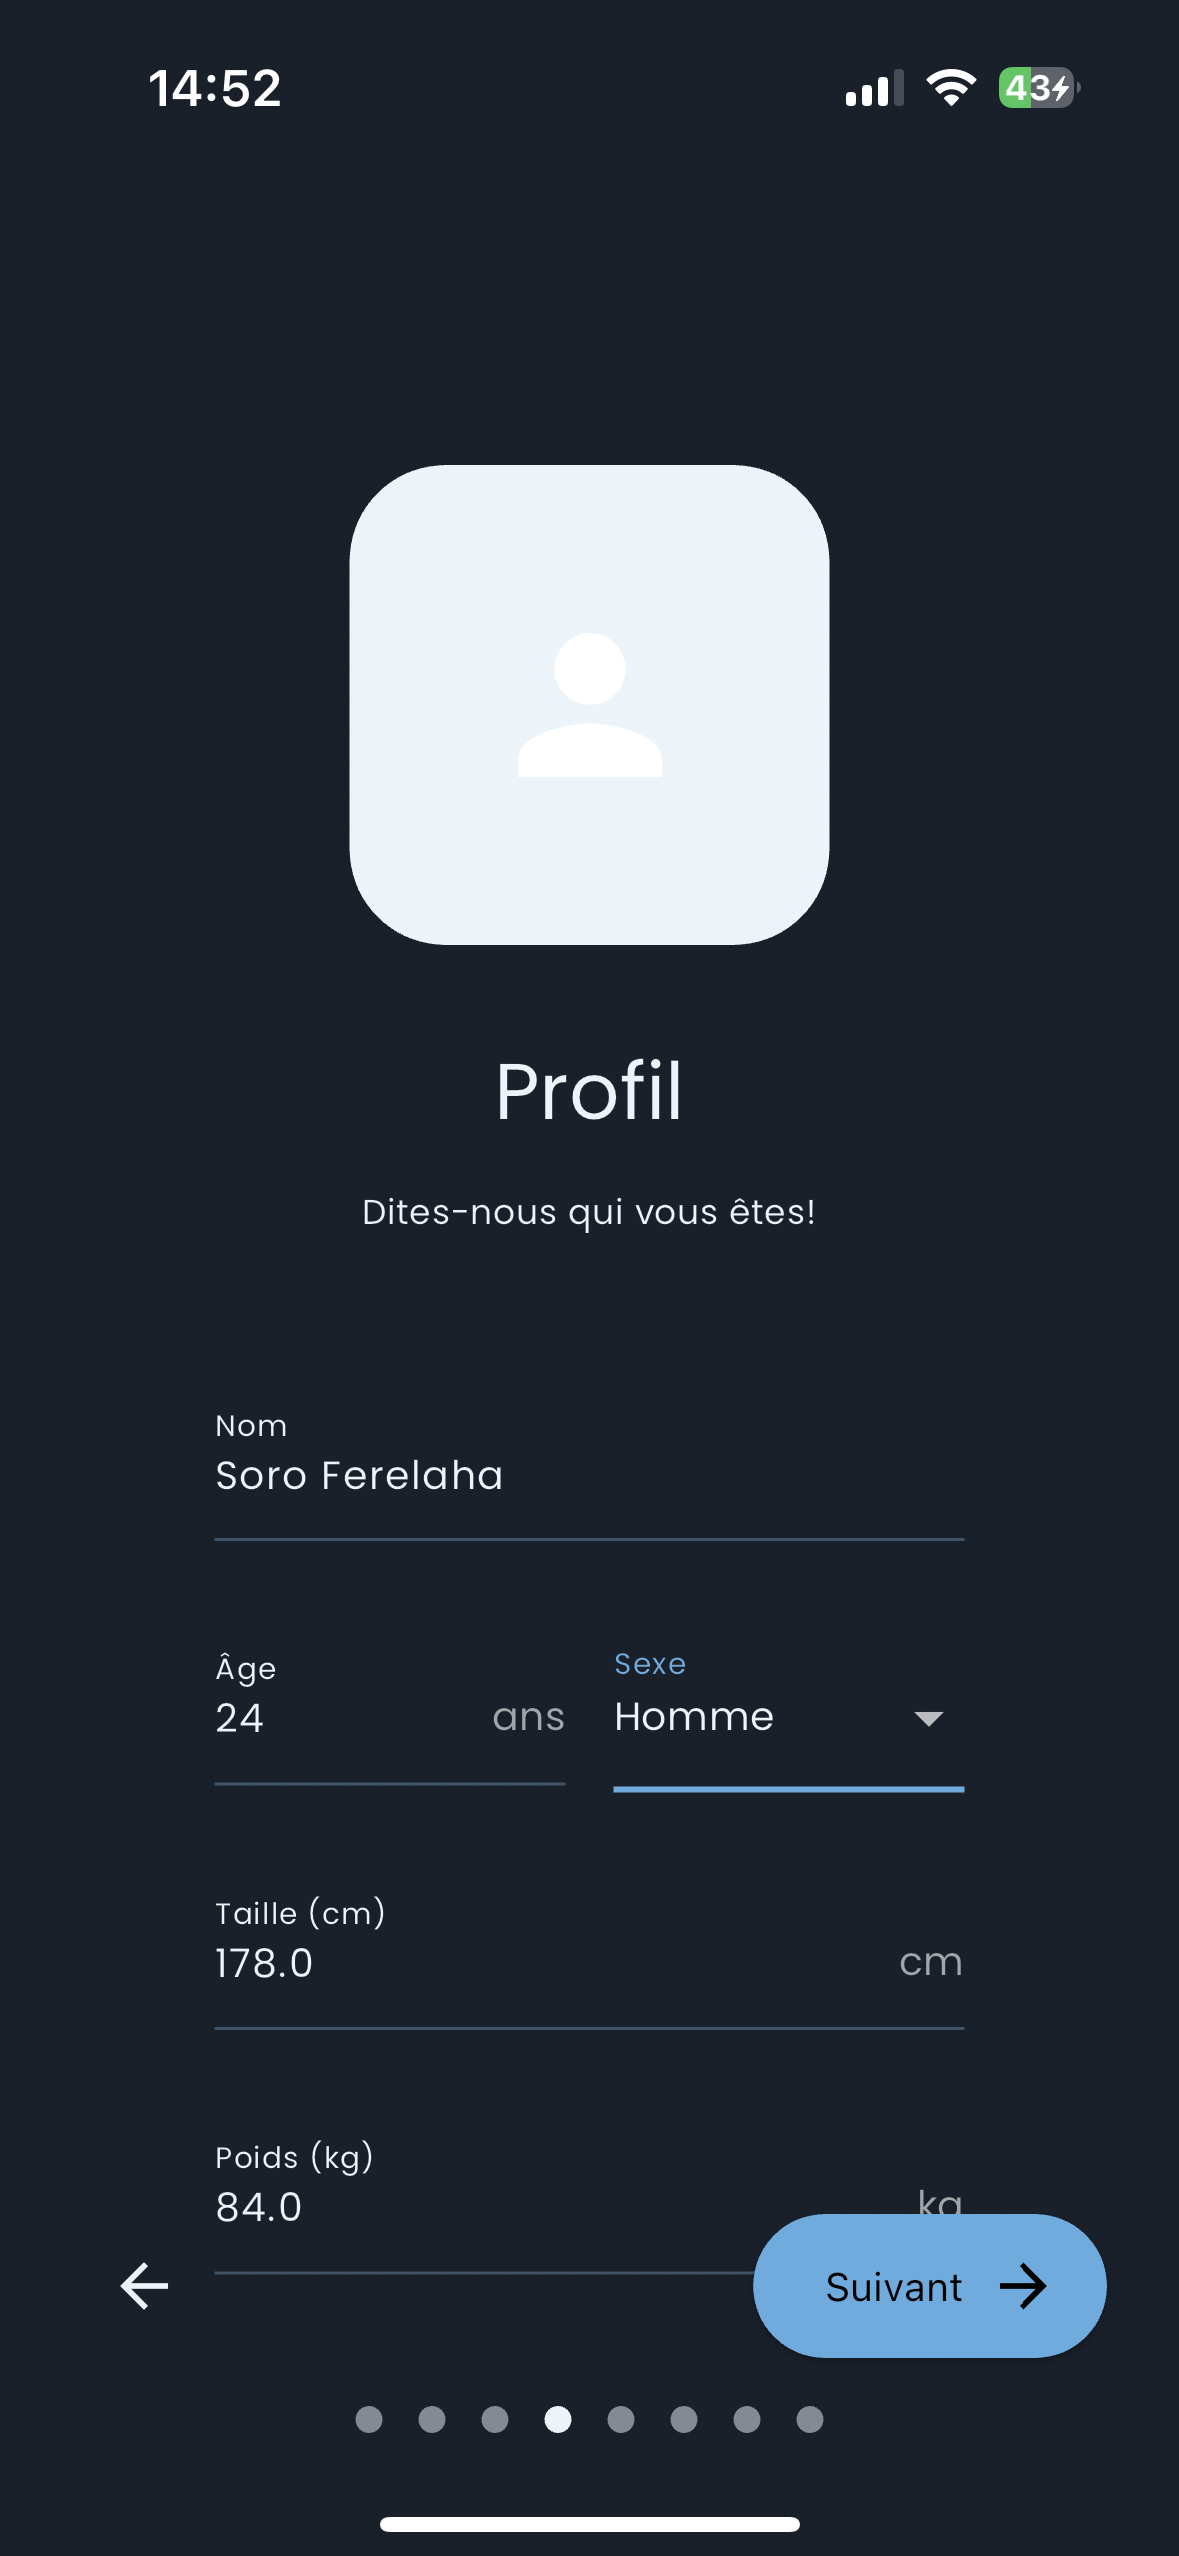 14:52
43
Profil
Dites-nous qui vous êtes!
Nom
Soro Ferelaha
Âge
24 ans
Sexe
Homme
Taille (cm)
178.0 cm
Poids (kg)
84.0 kg
Suivant